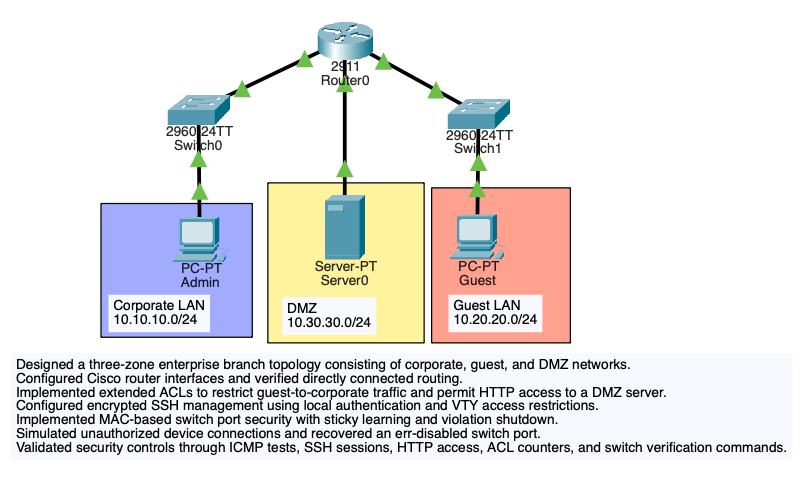 2911
Router0
2960-24TT
Switch0
2960-24TT
Switch1
PC-PT
Admin
Server-PT
Server0
PC-PT
Guest
Corporate LAN
10.10.10.0/24
DMZ
10.30.30.0/24
Guest LAN
10.20.20.0/24
Designed a three-zone enterprise branch topology consisting of corporate, guest, and DMZ networks.
Configured Cisco router interfaces and verified directly connected routing.
Implemented extended ACLs to restrict guest-to-corporate traffic and permit HTTP access to a DMZ server.
Configured encrypted SSH management using local authentication and VTY access restrictions.
Implemented MAC-based switch port security with sticky learning and violation shutdown.
Simulated unauthorized device connections and recovered an err-disabled switch port.
Validated security controls through ICMP tests, SSH sessions, HTTP access, ACL counters, and switch verification commands.